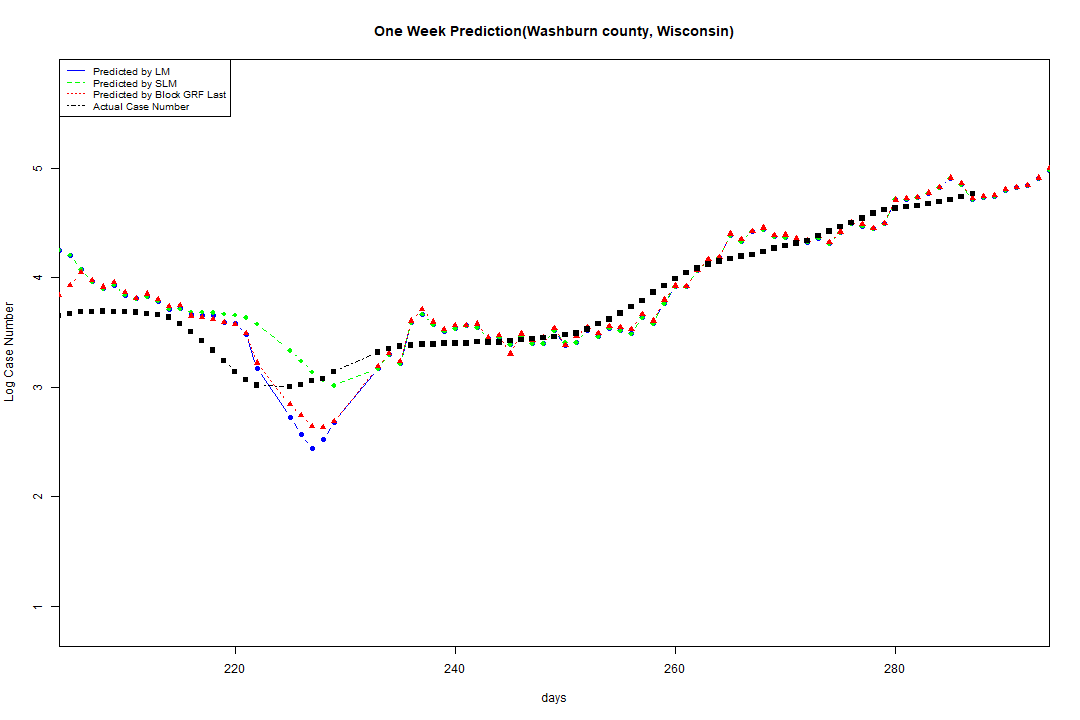 One Week Prediction(Washburn county, Wisconsin)
Predicted by LM
Predicted by SLM
Predicted by Block GRF Last
Actual Case Number
5
4
3
2
1
Log Case Number
220 240 260 280
days